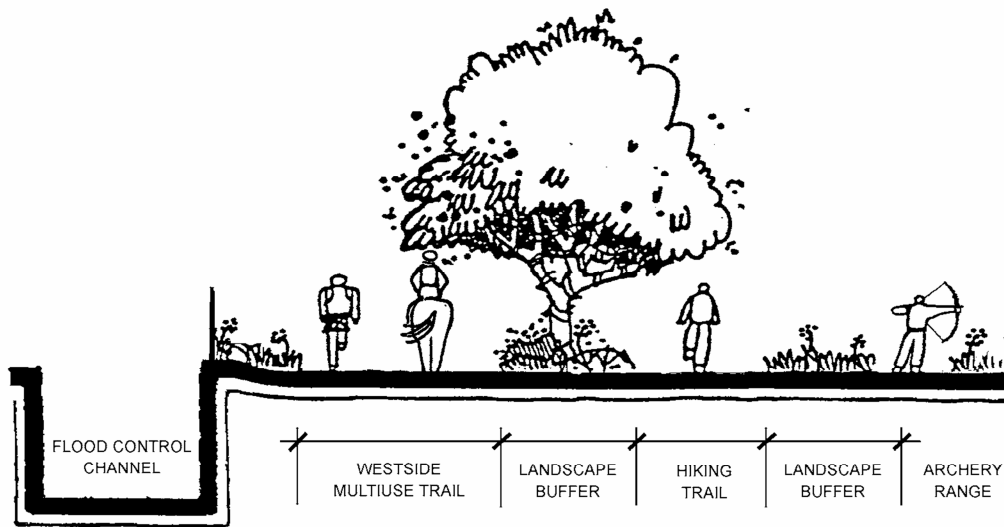 FLOOD CONTROL
CHANNEL
WESTSIDE
MULTIUSE TRAIL
LANDSCAPE
BUFFER
HIKING
TRAIL
LANDSCAPE
BUFFER
ARCHERY
RANGE